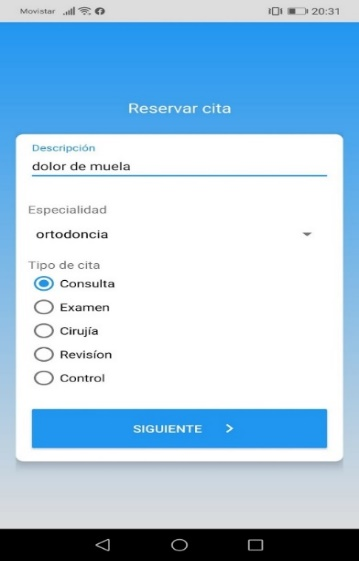 Movistar 20:31
Reservar cita
Descripción
dolor de muela
Especialidad
ortodoncia
Tipo de cita
Consulta
Examen
Cirujía
Revisíon
Control
SIGUIENTE >